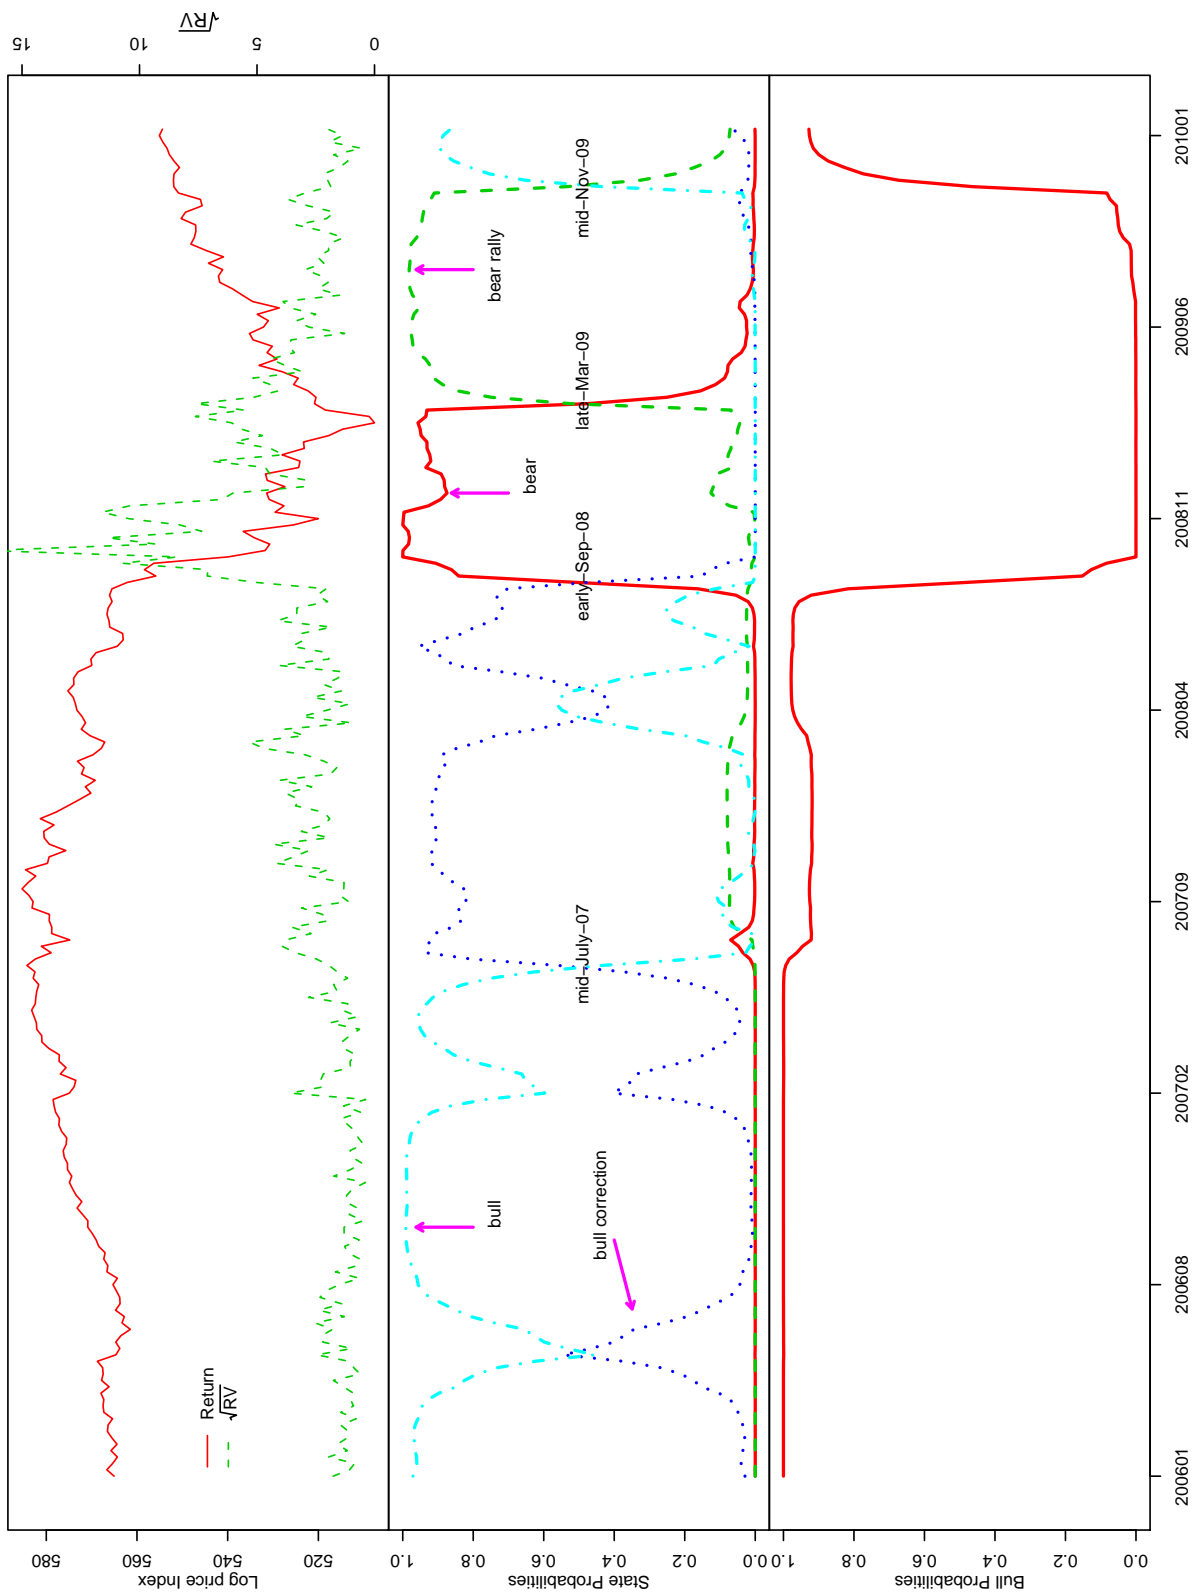 Log price Index
520
540
560
580
0
5
10
15
√RV
Return
√RV
State Probabilities
0.0
0.2
0.4
0.6
0.8
1.0
bull
bull correction
mid−July−07
early−Sep−08
bear
late−Mar−09
bear rally
mid−Nov−09
Bull Probabilities
0.0
0.2
0.4
0.6
0.8
1.0
200601
200608
200702
200709
200804
200811
200906
201001